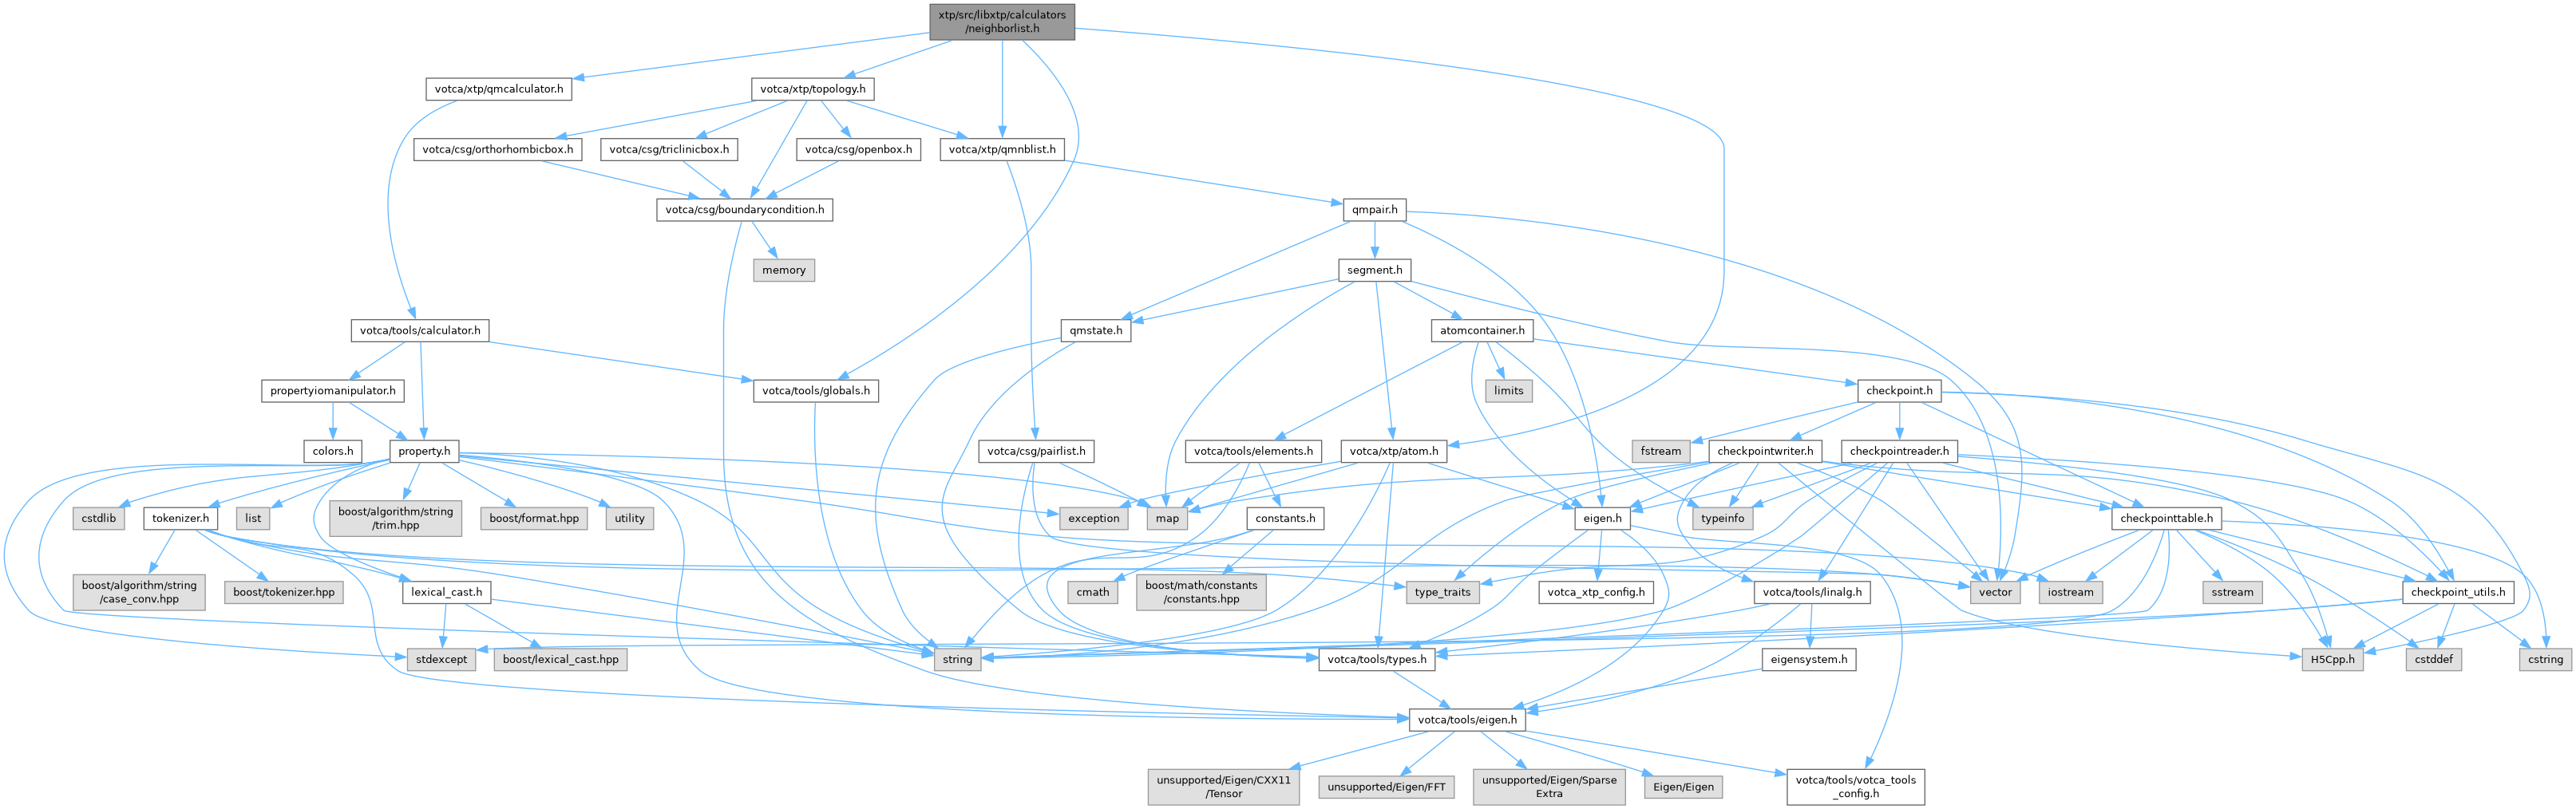 xtp/src/libxtp/calculators
/neighborlist.h
votca/xtp/qmcalculator.h
votca/xtp/topology.h
votca/csg/orthorhombicbox.h
votca/csg/triclinicbox.h
votca/csg/openbox.h
votca/xtp/qmnblist.h
votca/csg/boundarycondition.h
qmpair.h
memory
segment.h
votca/tools/calculator.h
qmstate.h
atomcontainer.h
propertyiomanipulator.h
votca/tools/globals.h
limits
checkpoint.h
colors.h
property.h
votca/csg/pairlist.h
votca/tools/elements.h
votca/xtp/atom.h
fstream
checkpointwriter.h
checkpointreader.h
cstdlib
tokenizer.h
list
boost/algorithm/string
/trim.hpp
boost/format.hpp
utility
exception
map
constants.h
eigen.h
typeinfo
checkpointtable.h
boost/algorithm/string
/case_conv.hpp
boost/tokenizer.hpp
lexical_cast.h
type_traits
cmath
boost/math/constants
/constants.hpp
votca_xtp_config.h
votca/tools/linalg.h
vector
iostream
sstream
checkpoint_utils.h
stdexcept
boost/lexical_cast.hpp
string
votca/tools/types.h
eigensystem.h
H5Cpp.h
cstddef
cstring
votca/tools/eigen.h
unsupported/Eigen/CXX11
/Tensor
unsupported/Eigen/FFT
unsupported/Eigen/Sparse
Extra
Eigen/Eigen
votca/tools/votca_tools
_config.h